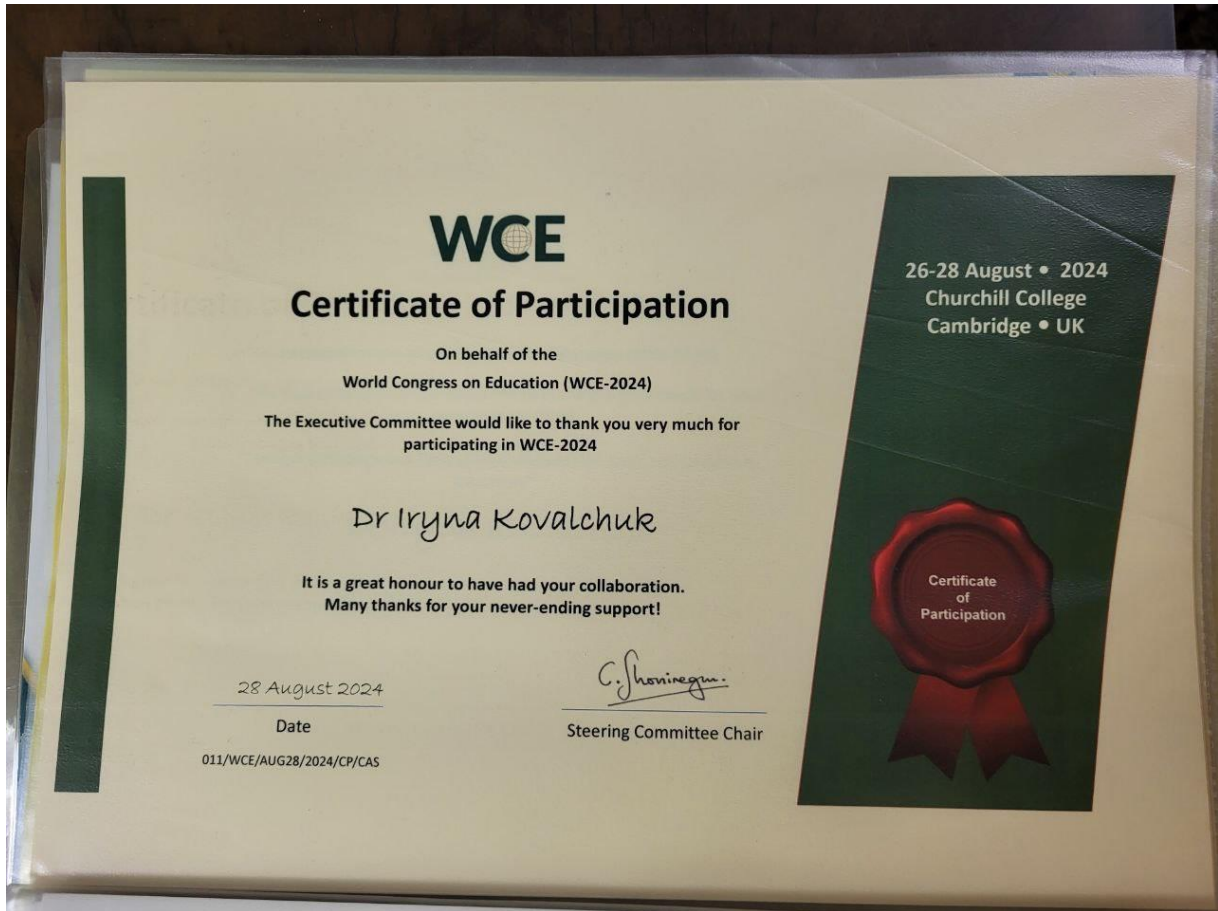 WCE
Certificate of Participation
On behalf of the
World Congress on Education (WCE-2024)
The Executive Committee would like to thank you very much for
participating in WCE-2024
Dr Iryna Kovalchuk
It is a great honour to have had your collaboration.
Many thanks for your never-ending support!
28 August 2024
Date
011/WCE/AUG28/2024/CP/CAS
Steering Committee Chair
26-28 August • 2024
Churchill College
Cambridge • UK
Certificate
of
Participation